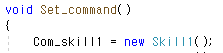 void Set_command()
{
Com_skill1 = new Skill1();